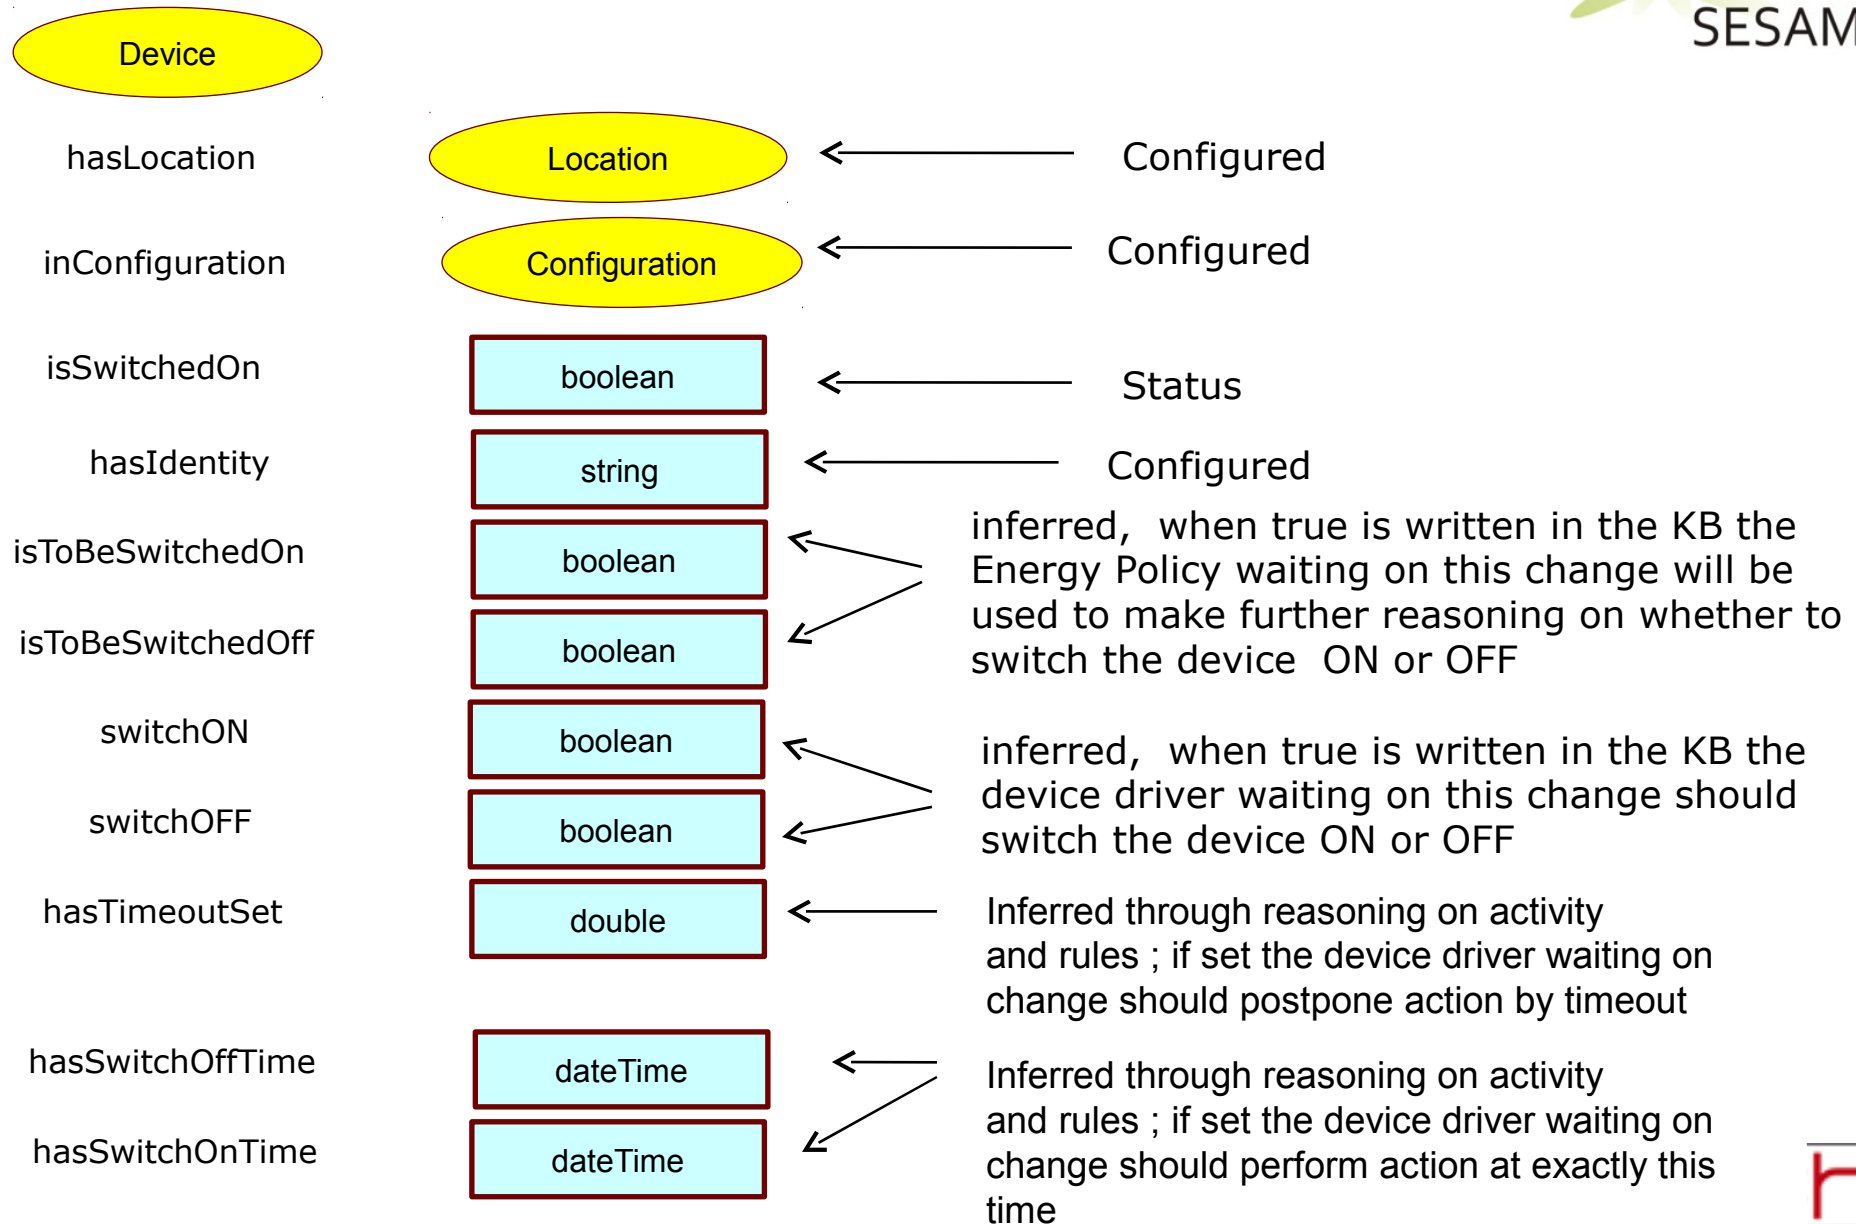 SESAM
Device
hasLocation
Location
Configured
inConfiguration
Configuration
Configured
isSwitchedOn
boolean
Status
hasIdentity
string
Configured
isToBeSwitchedOn
boolean
isToBeSwitchedOff
boolean
inferred, when true is written in the KB the
Energy Policy waiting on this change will be
used to make further reasoning on whether to
switch the device ON or OFF
switchON
boolean
switchOFF
boolean
inferred, when true is written in the KB the
device driver waiting on this change should
switch the device ON or OFF
hasTimeoutSet
double
Inferred through reasoning on activity
and rules ; if set the device driver waiting on
change should postpone action by timeout
hasSwitchOffTime
dateTime
hasSwitchOnTime
dateTime
Inferred through reasoning on activity
and rules ; if set the device driver waiting on
change should perform action at exactly this
time